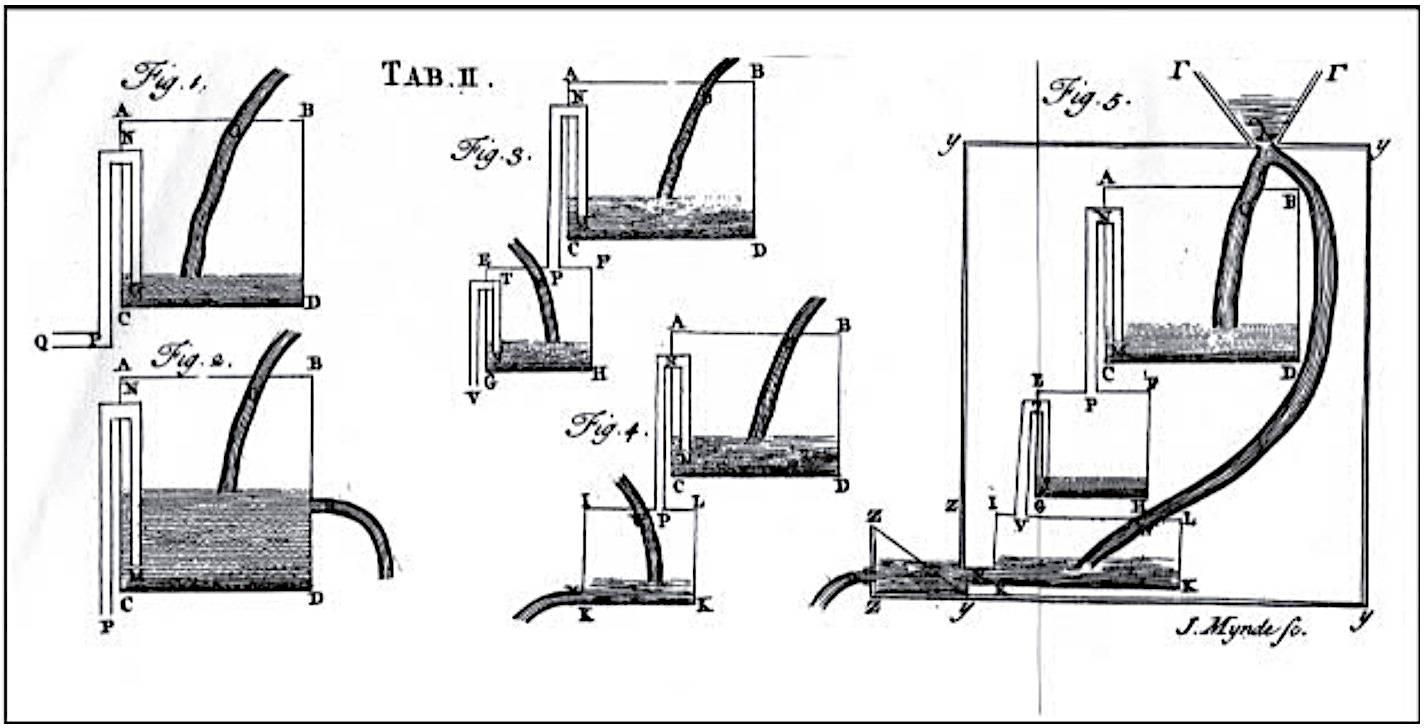 TAB. II.
Fig. 1.
A B
N
C D
Q P
Fig. 2.
A B
N
C D
P
Fig. 3.
A B
N
C D
E T P F
G H
V
Fig. 4.
A B
N
C D
I P L
K K
Fig. 5.
Γ Γ
y y
A B
N
C D
E P F
T
G H
Z I V L
Z
K K
Z y y
J. Mynde sc.